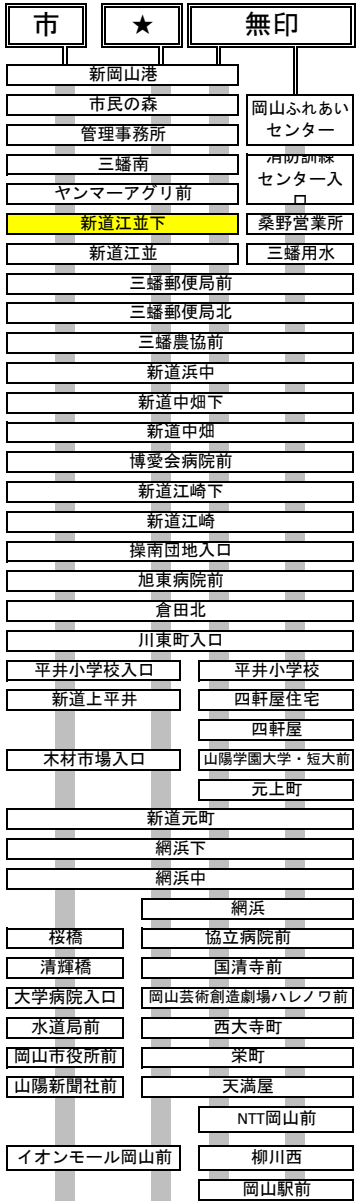 市 ★ 無印
新岡山港
市民の森
岡山ふれあい
センター
管理事務所
三蟠南
消防訓練
センター入
口
ヤンマーアグリ前
新道江並下 桑野営業所
新道江並 三蟠用水
三蟠郵便局前
三蟠郵便局北
三蟠農協前
新道浜中
新道中畑下
新道中畑
博愛会病院前
新道江崎下
新道江崎
操南団地入口
旭東病院前
倉田北
川東町入口
平井小学校入口 平井小学校
新道上平井 四軒屋住宅
四軒屋
木材市場入口 山陽学園大学・短大前
元上町
新道元町
網浜下
網浜中
網浜
桜橋 協立病院前
清輝橋 国清寺前
大学病院入口 岡山芸術創造劇場ハレノワ前
水道局前 西大寺町
岡山市役所前 栄町
山陽新聞社前 天満屋
NTT岡山前
イオンモール岡山前 柳川西
岡山駅前